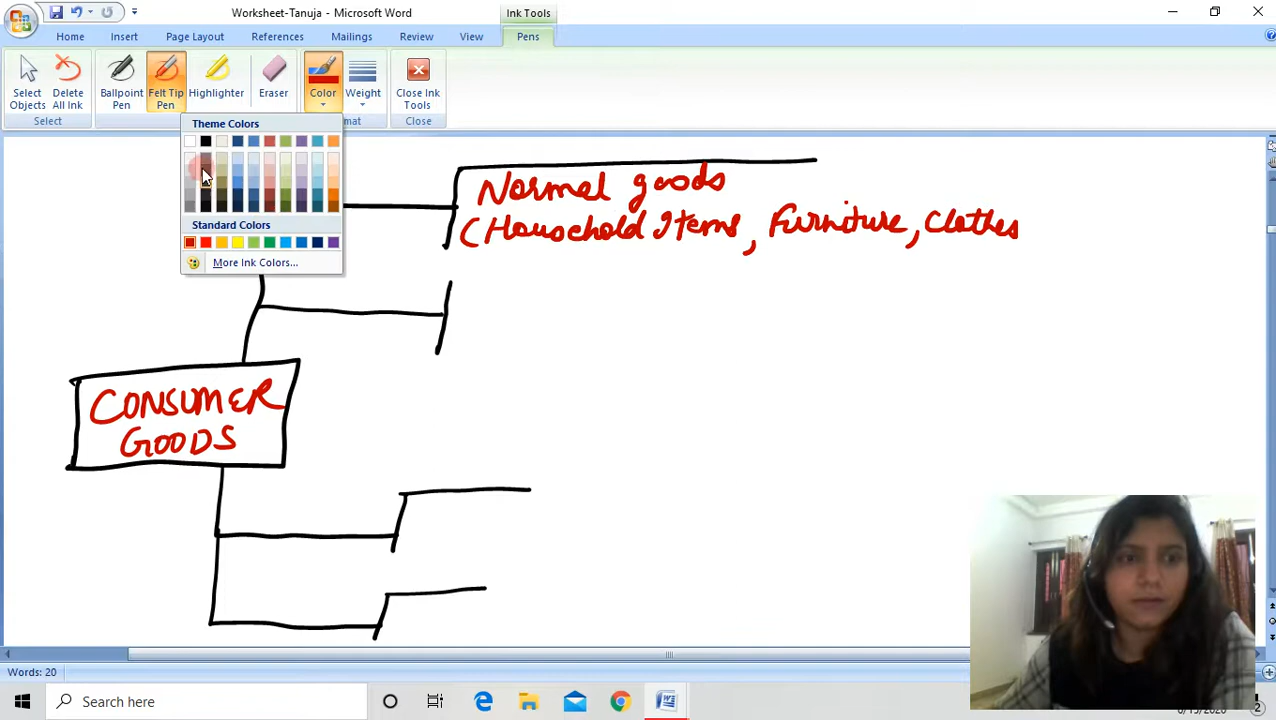 Worksheet-Tanuja - Microsoft Word
Ink Tools
Home Insert Page Layout References Mailings Review View Pens
Select Objects
Delete All Ink
Ballpoint Pen
Felt Tip Pen
Highlighter
Eraser
Color
Weight
Close Ink Tools
Select
mat
Close
Theme Colors
Standard Colors
More Ink Colors...
Normal goods
(Household Items, Furniture, Clothes
CONSUMER
GOODS
Words: 20
Search here